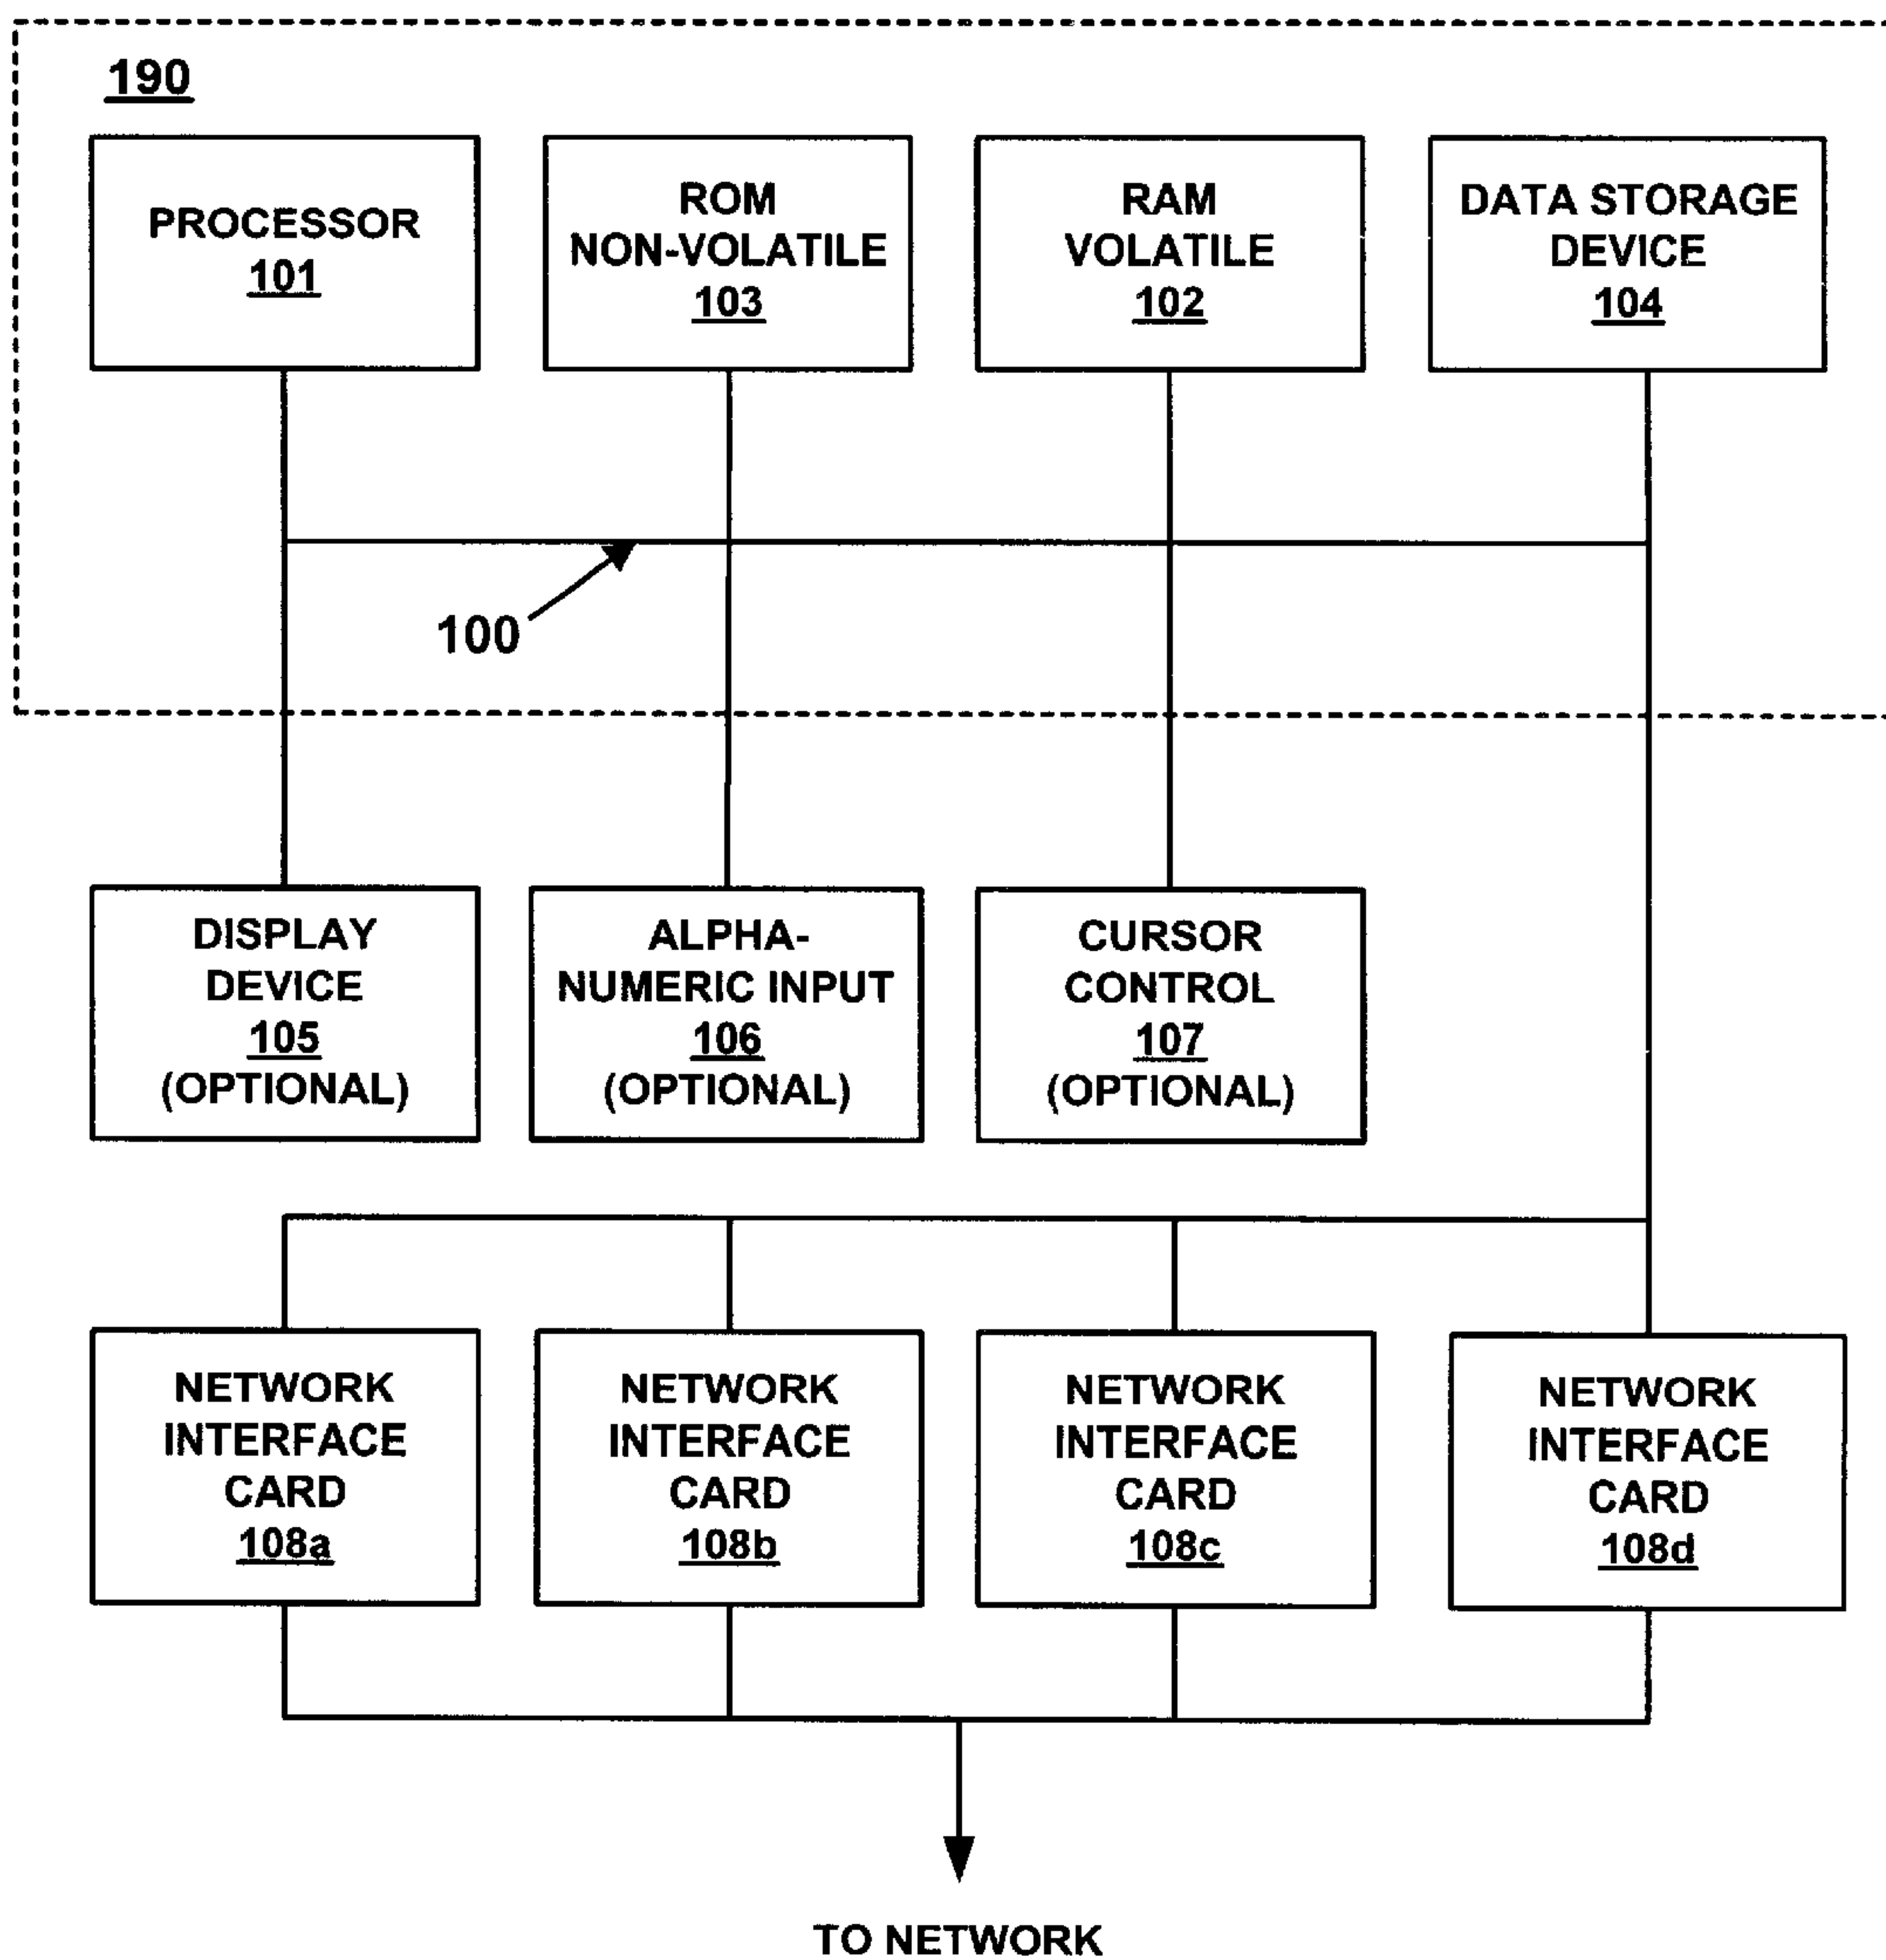 190
PROCESSOR
101
ROM
NON-VOLATILE
103
RAM
VOLATILE
102
DATA STORAGE
DEVICE
104
100
DISPLAY
DEVICE
105
(OPTIONAL)
ALPHA-
NUMERIC INPUT
106
(OPTIONAL)
CURSOR
CONTROL
107
(OPTIONAL)
NETWORK
INTERFACE
CARD
108a
NETWORK
INTERFACE
CARD
108b
NETWORK
INTERFACE
CARD
108c
NETWORK
INTERFACE
CARD
108d
TO NETWORK